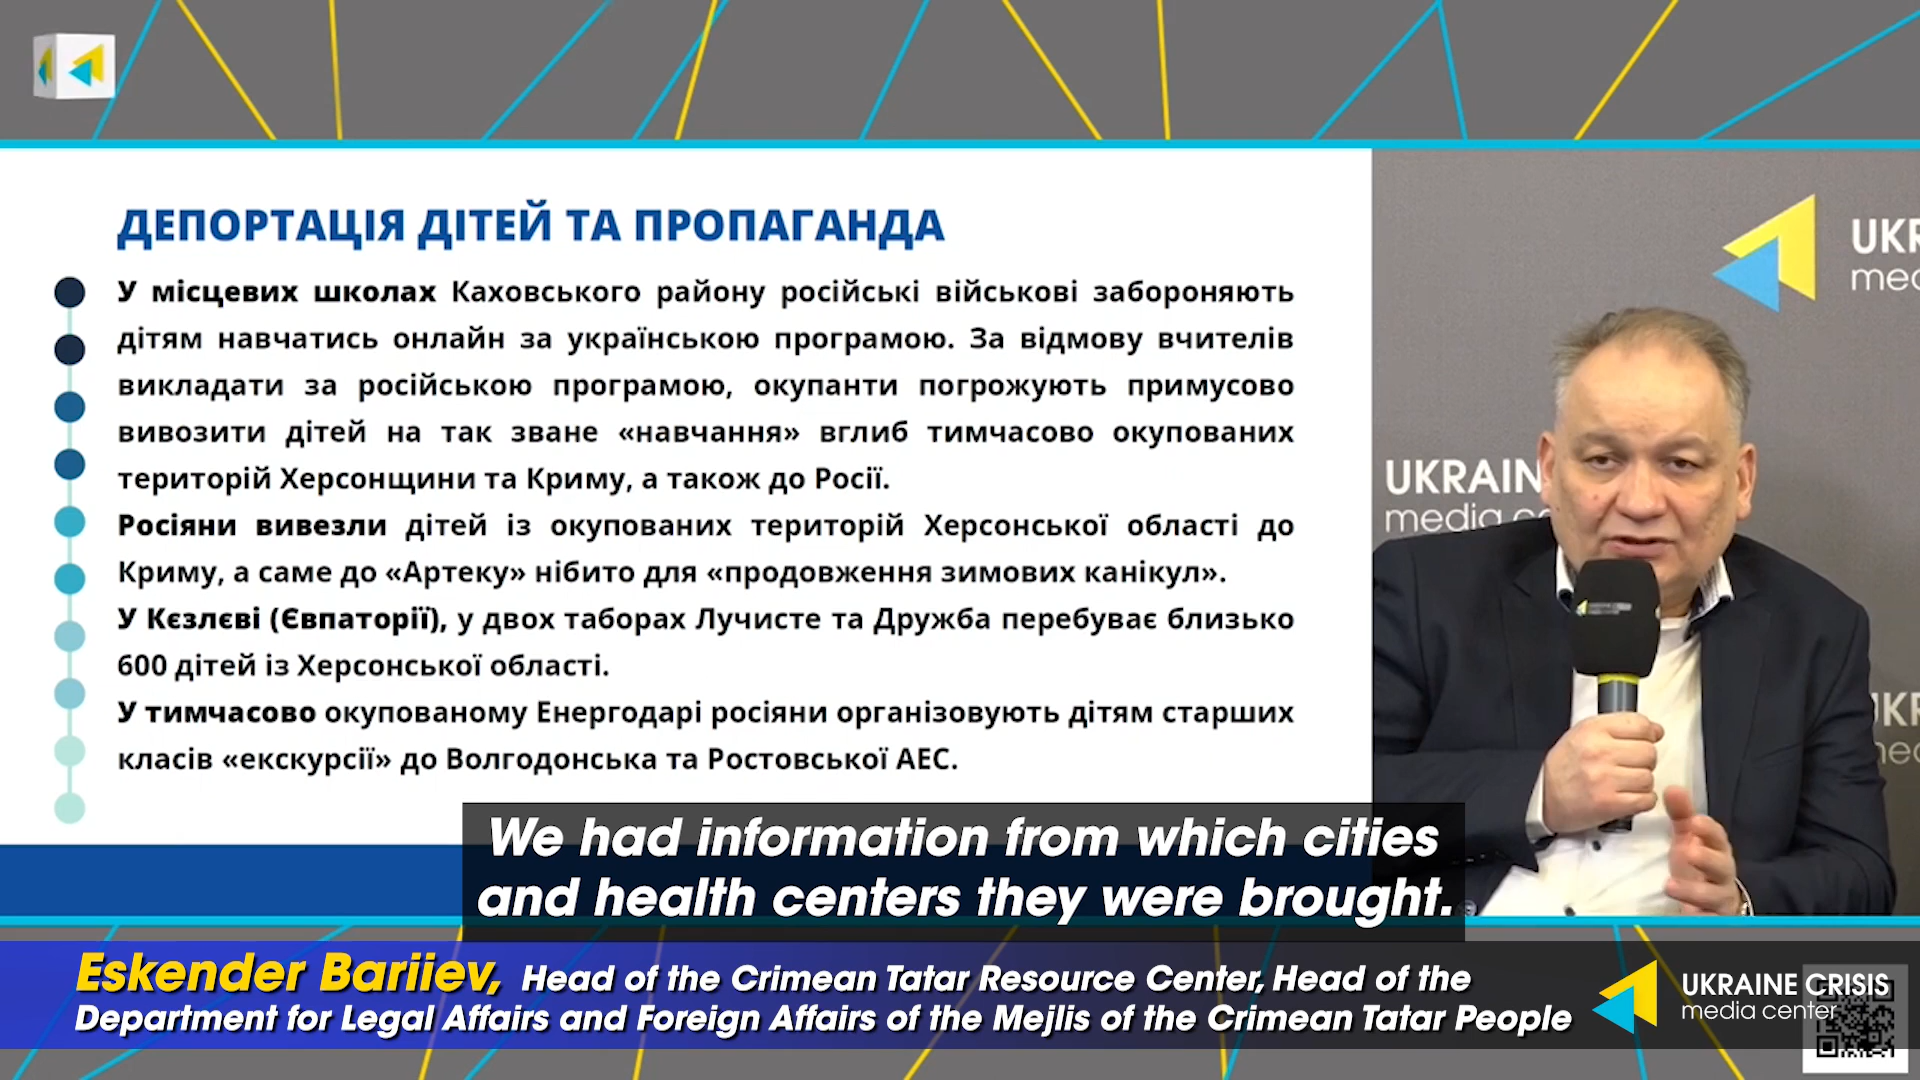 ДЕПОРТАЦІЯ ДІТЕЙ ТА ПРОПАГАНДА
У місцевих школах Каховського району російські військові забороняють
дітям навчатись онлайн за українською програмою. За відмову вчителів
викладати за російською програмою, окупанти погрожують примусово
вивозити дітей на так зване «навчання» вглиб тимчасово окупованих
територій Херсонщини та Криму, а також до Росії.
Росіяни вивезли дітей із окупованих територій Херсонської області до
Криму, а саме до «Артеку» нібито для «продовження зимових канікул».
У Кєзлєві (Євпаторії), у двох таборах Лучисте та Дружба перебуває близько
600 дітей із Херсонської області.
У тимчасово окупованому Енергодарі росіяни організовують дітям старших
класів «екскурсії» до Волгодонська та Ростовської АЕС.
UKR
med
UKRAIN
media ce
UKR
We had information from which cities
and health centers they were brought.
Eskender Bariiev, Head of the Crimean Tatar Resource Center, Head of the
Department for Legal Affairs and Foreign Affairs of the Mejlis of the Crimean Tatar People
UKRAINE CRISIS
media center